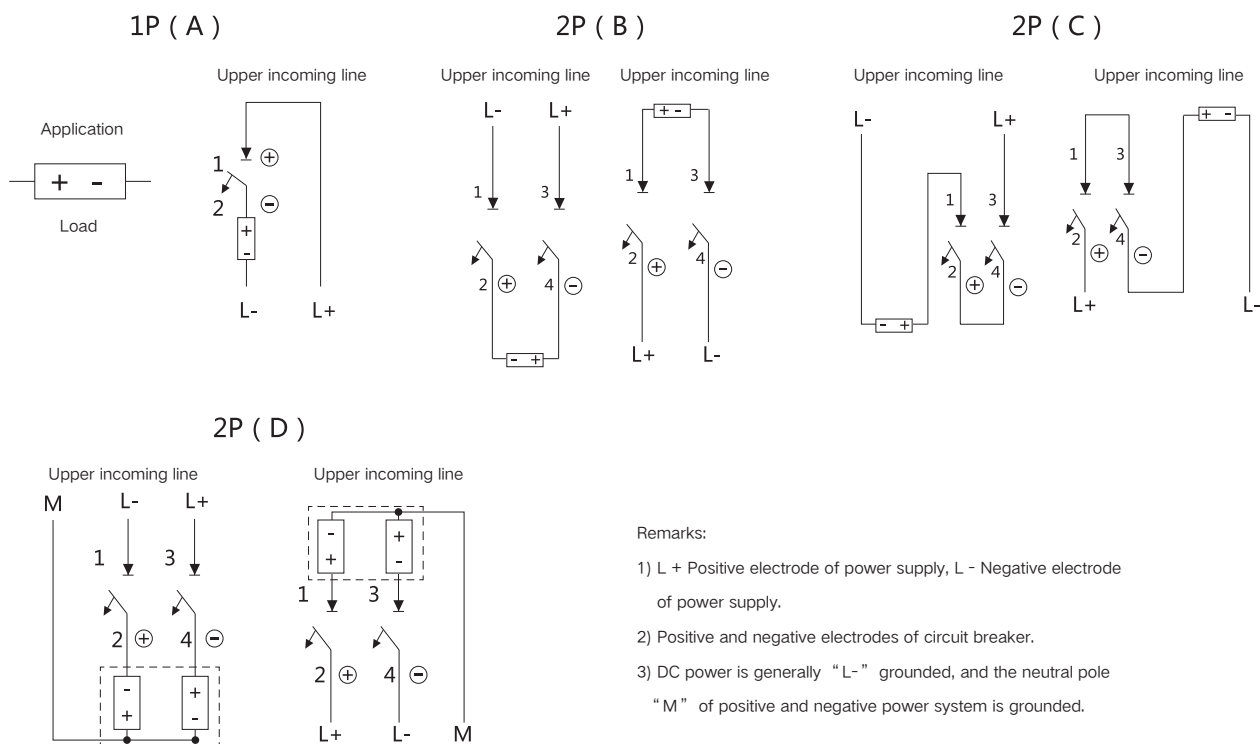 1P ( A )
2P ( B )
2P ( C )
Upper incoming line
Upper incoming line
Upper incoming line
Upper incoming line
Upper incoming line
Application
+ -
Load
1
+
2
-
+
-
L-
L+
L-
L+
1
3
2
+
4
-
- +
+ -
1
3
2
+
4
-
L+
L-
L-
L+
1
3
2
+
4
-
- +
+ -
1
3
2
+
4
-
L+
L-
2P ( D )
Upper incoming line
Upper incoming line
M
L-
L+
1
3
2
+
4
-
-
+
+
-
-
+
+
-
1
3
2
+
4
-
L+
L-
M
Remarks:
1) L + Positive electrode of power supply, L - Negative electrode
of power supply.
2) Positive and negative electrodes of circuit breaker.
3) DC power is generally “L-” grounded, and the neutral pole
“M” of positive and negative power system is grounded.